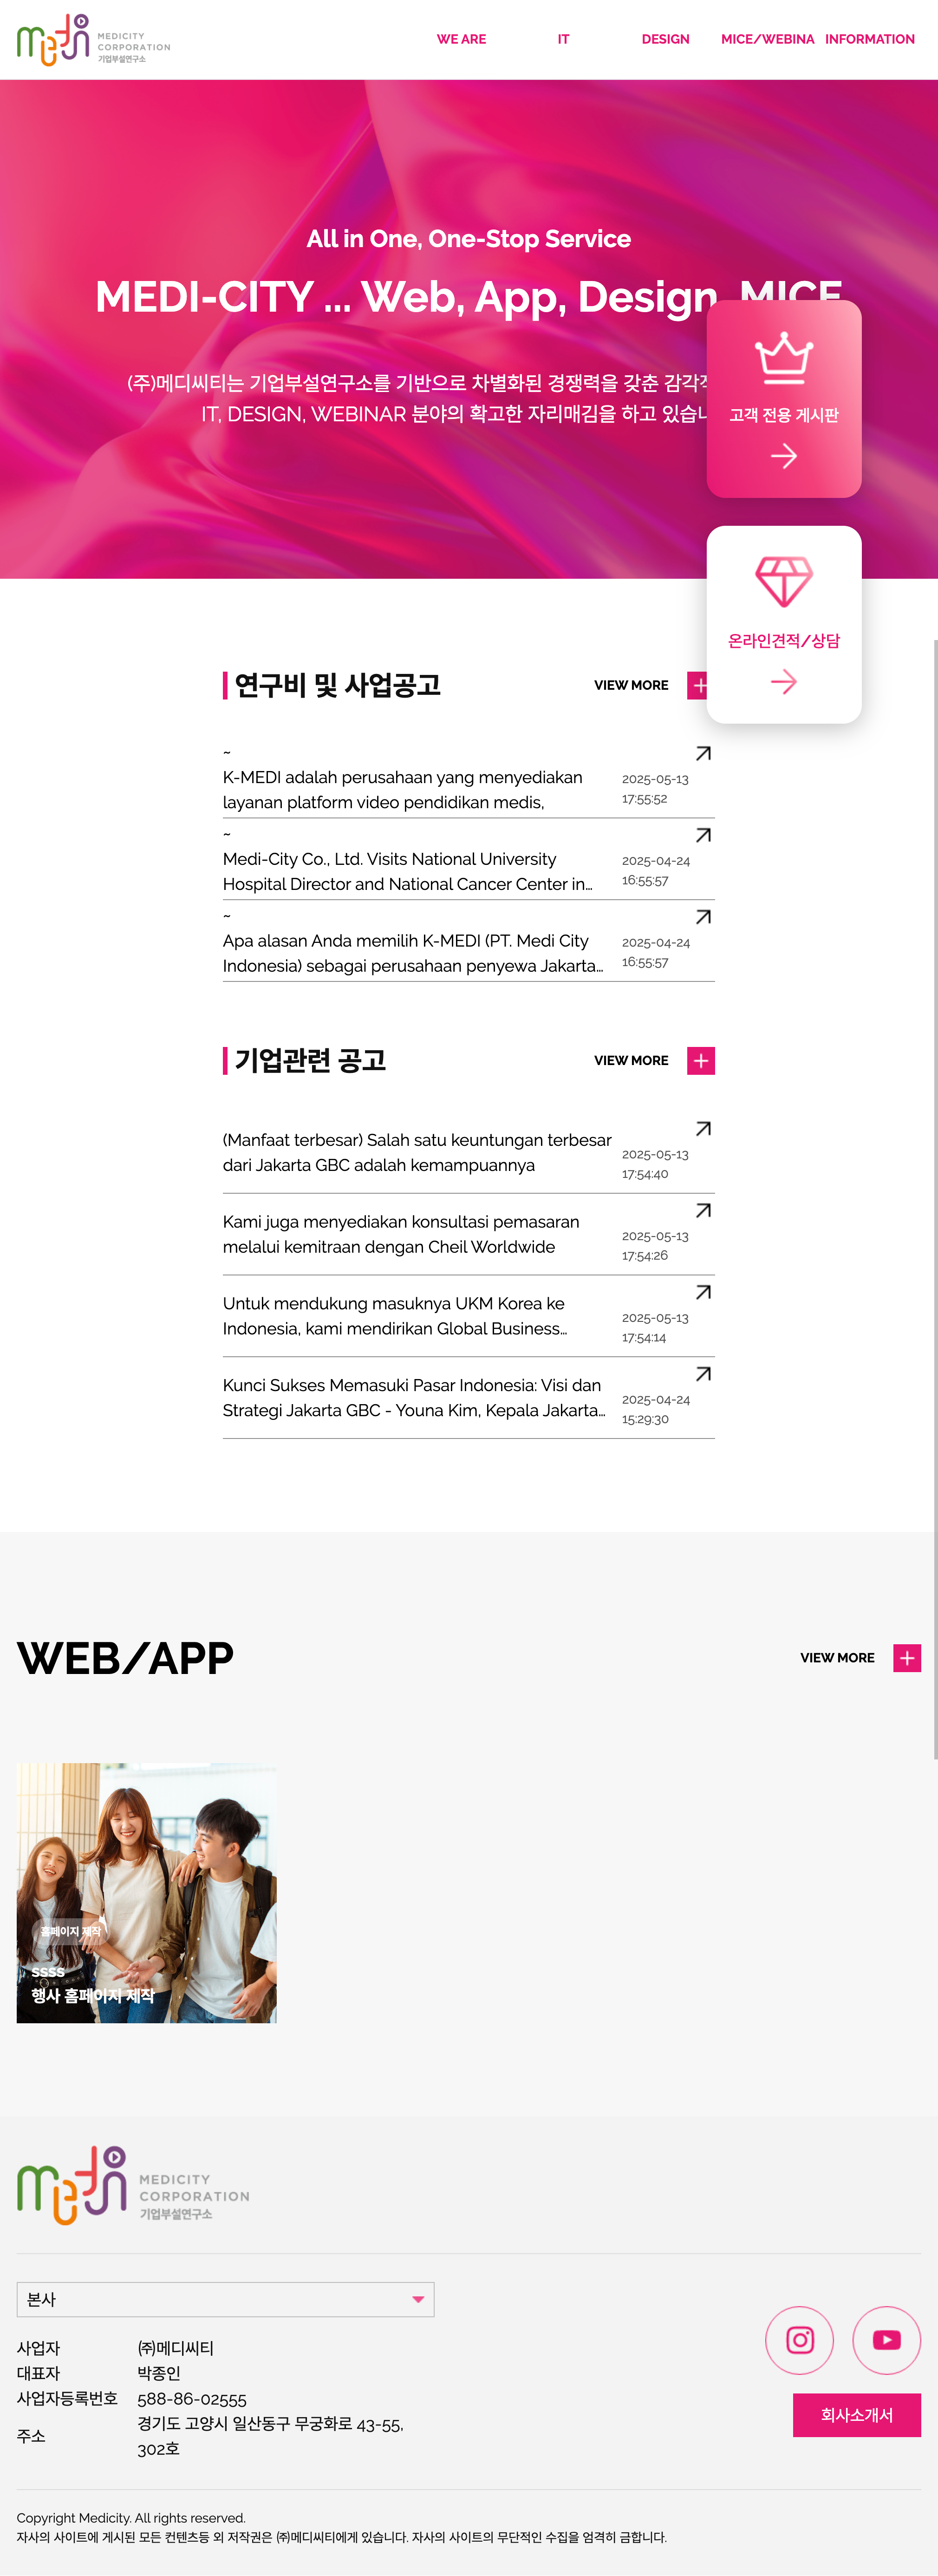 medi
MEDICITY
CORPORATION
기업부설연구소
WE ARE
IT
DESIGN
MICE/WEBINA
INFORMATION
All in One, One-Stop Service
MEDI-CITY ... Web, App, Design, MICE
(주)메디씨티는 기업부설연구소를 기반으로 차별화된 경쟁력을 갖춘
IT, DESIGN, WEBINAR 분야의 확고한 자리매김을 하고
고객 전용 게시판
온라인견적/상담
연구비 및 사업공고
VIEW MORE
~
K-MEDI adalah perusahaan yang menyediakan
layanan platform video pendidikan medis,
2025-05-13
17:55:52
~
Medi-City Co., Ltd. Visits National University
Hospital Director and National Cancer Center in...
2025-04-24
16:55:57
~
Apa alasan Anda memilih K-MEDI (PT. Medi City
Indonesia) sebagai perusahaan penyewa Jakarta...
2025-04-24
16:55:57
기업관련 공고
VIEW MORE
(Manfaat terbesar) Salah satu keuntungan terbesar
dari Jakarta GBC adalah kemampuannya
2025-05-13
17:54:40
Kami juga menyediakan konsultasi pemasaran
melalui kemitraan dengan Cheil Worldwide
2025-05-13
17:54:26
Untuk mendukung masuknya UKM Korea ke
Indonesia, kami mendirikan Global Business...
2025-05-13
17:54:14
Kunci Sukses Memasuki Pasar Indonesia: Visi dan
Strategi Jakarta GBC - Youna Kim, Kepala Jakarta...
2025-04-24
15:29:30
WEB/APP
VIEW MORE
홈페이지 제작
ssss
행사 홈페이지 제작
medi
MEDICITY
CORPORATION
기업부설연구소
본사
사업자 ㈜메디씨티
대표자 박종인
사업자등록번호 588-86-02555
주소 경기도 고양시 일산동구 무궁화로 43-55,
302호
회사소개서
Copyright Medicity. All rights reserved.
자사의 사이트에 게시된 모든 컨텐츠등 외 저작권은 ㈜메디씨티에게 있습니다. 자사의 사이트의 무단적인 수집을 엄격히 금합니다.